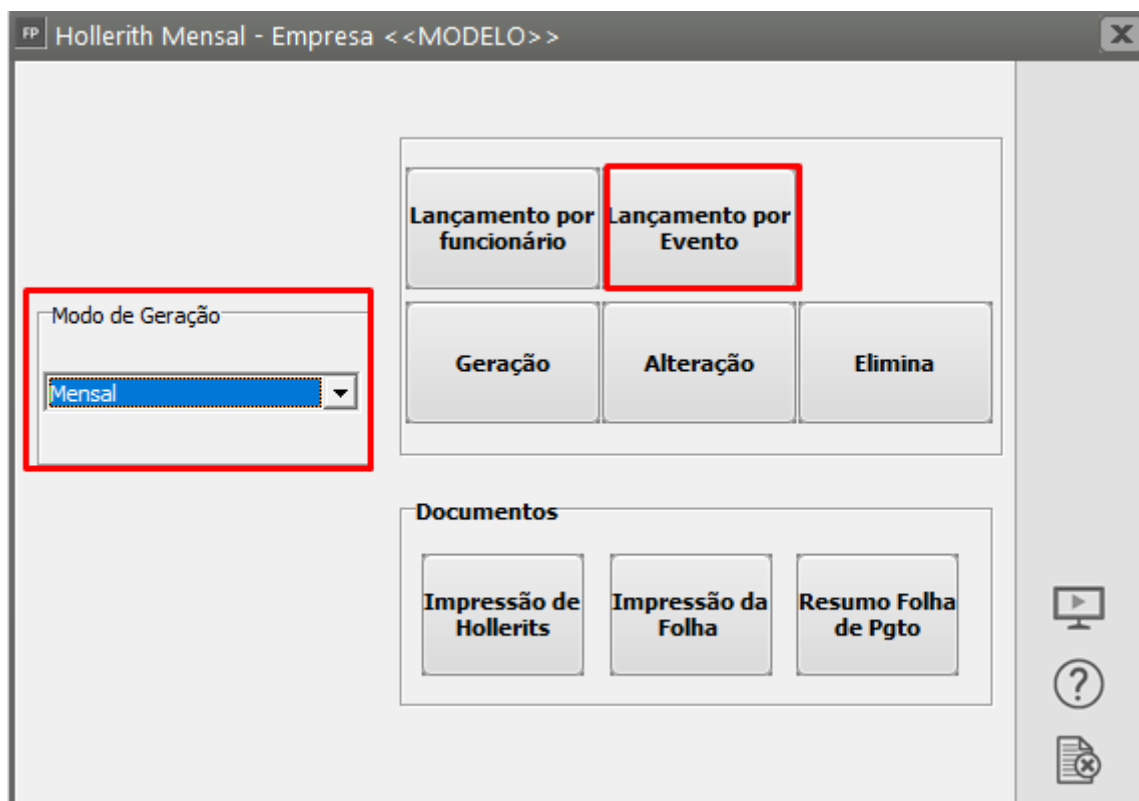 FP Hollerith Mensal - Empresa <<MODELO>>
Lançamento por
funcionário
Lançamento por
Evento
Modo de Geração
Mensal
Geração
Alteração
Elimina
Documentos
Impressão de
Hollerits
Impressão da
Folha
Resumo Folha
de Pgto
?